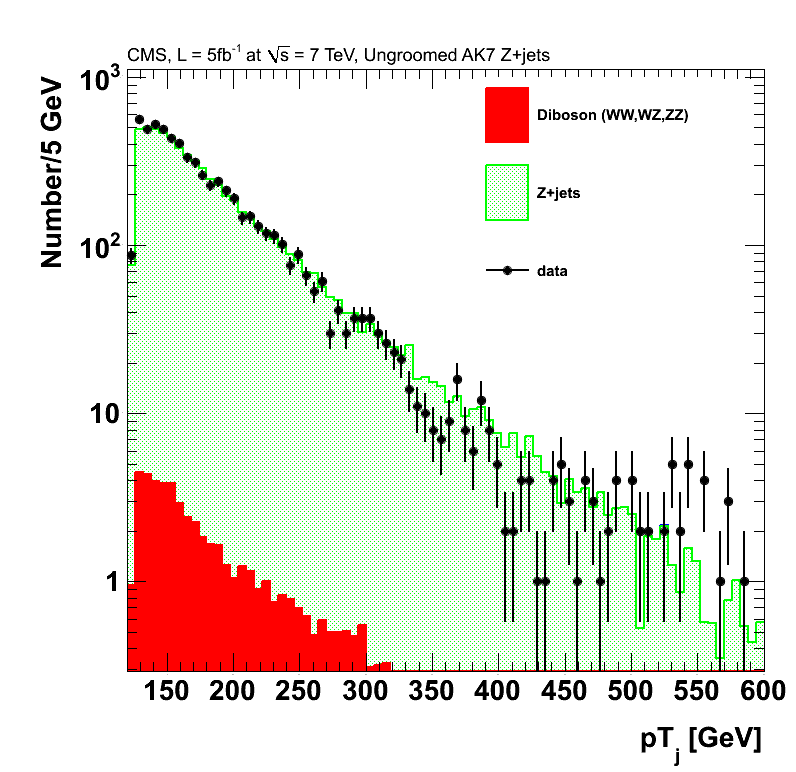 CMS, L = 5fb⁻¹ at √s = 7 TeV, Ungroomed AK7 Z+jets
Number/5 GeV
10³
10²
10
1
Diboson (WW,WZ,ZZ)
Z+jets
data
150 200 250 300 350 400 450 500 550 600
pT_j [GeV]